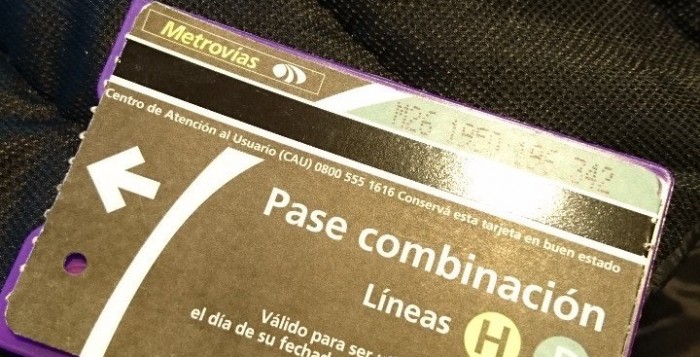 Metrovías
Centro de Atención al Usuario (CAU) 0800 555 1616 Conservá esta tarjeta en buen estado
Pase combinación
Líneas H
Válido para ser
el día de su